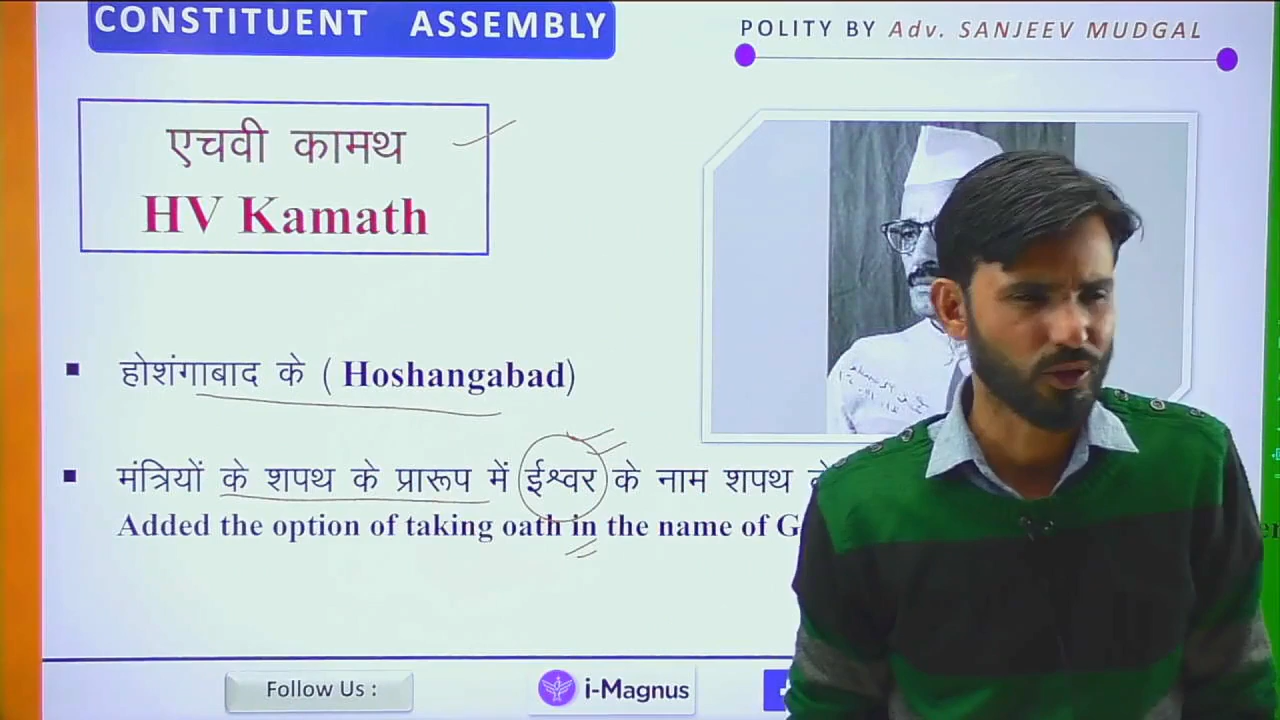 CONSTITUENT ASSEMBLY
POLITY BY Adv. SANJEEV MUDGAL
एचवी कामथ
HV Kamath
होशंगाबाद के ( Hoshangabad)
मंत्रियों के शपथ के प्रारूप में ईश्वर के नाम शपथ
Added the option of taking oath in the name of
Follow Us :
i-Magnus